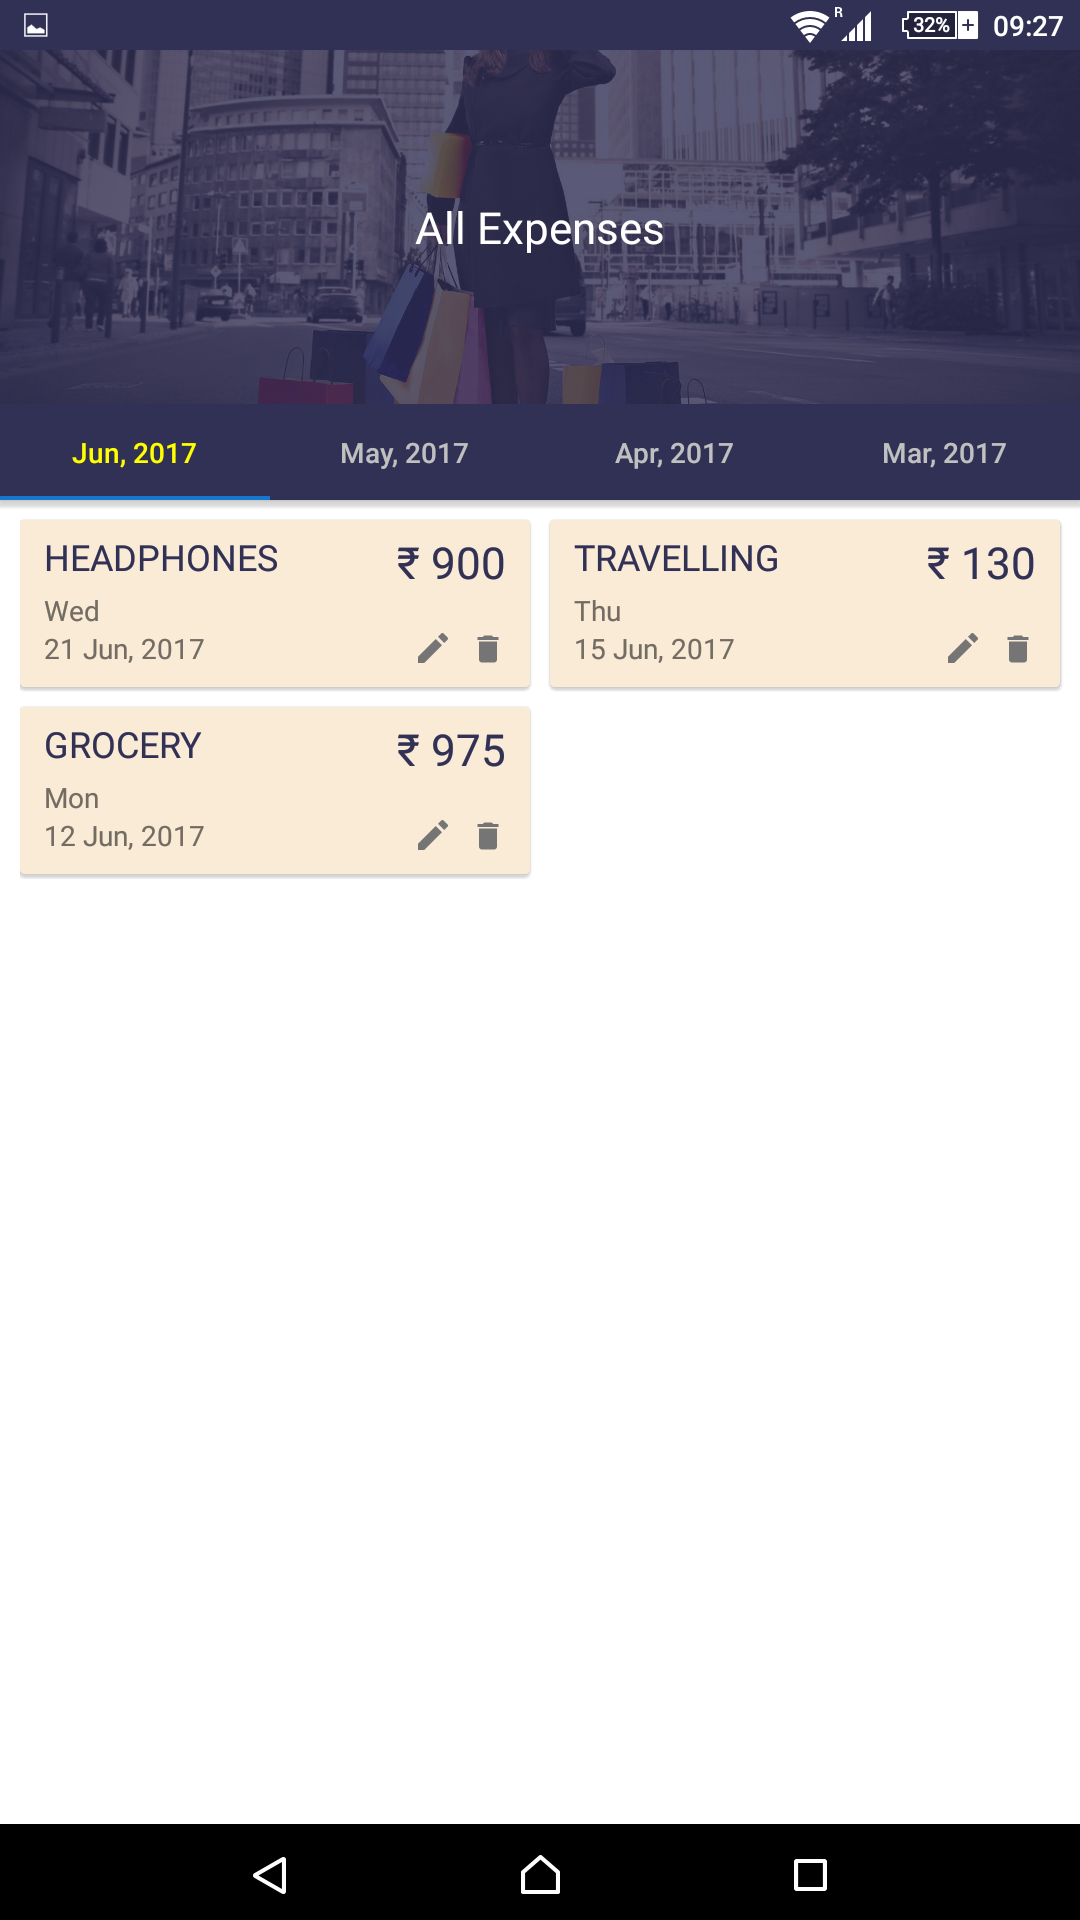 R 32% 09:27
All Expenses
Jun, 2017 May, 2017 Apr, 2017 Mar, 2017
HEADPHONES ₹ 900
Wed
21 Jun, 2017
TRAVELLING ₹ 130
Thu
15 Jun, 2017
GROCERY ₹ 975
Mon
12 Jun, 2017